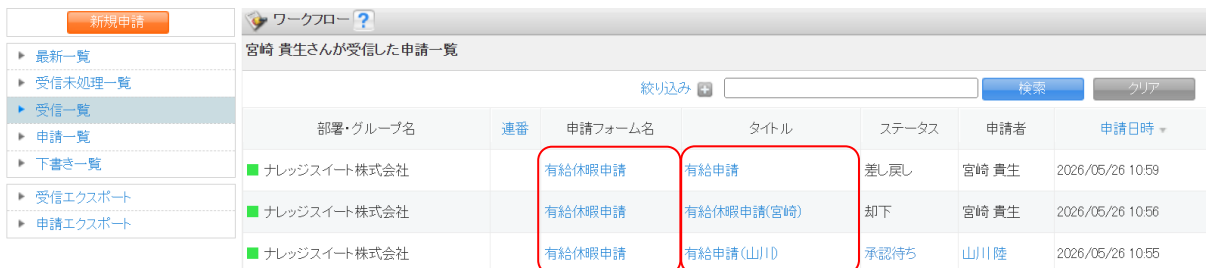 新規申請
最新一覧
受信未処理一覧
受信一覧
申請一覧
下書き一覧
受信エクスポート
申請エクスポート
ワークフロー ?
宮崎 貴生さんが受信した申請一覧
絞り込み + 検索 クリア
部署・グループ名 連番 申請フォーム名 タイトル ステータス 申請者 申請日時
ナレッジスイート株式会社 有給休暇申請 有給申請 差し戻し 宮崎 貴生 2026/05/26 10:59
ナレッジスイート株式会社 有給休暇申請 有給休暇申請(宮崎) 却下 宮崎 貴生 2026/05/26 10:56
ナレッジスイート株式会社 有給休暇申請 有給申請(山川) 承認待ち 山川 陸 2026/05/26 10:55